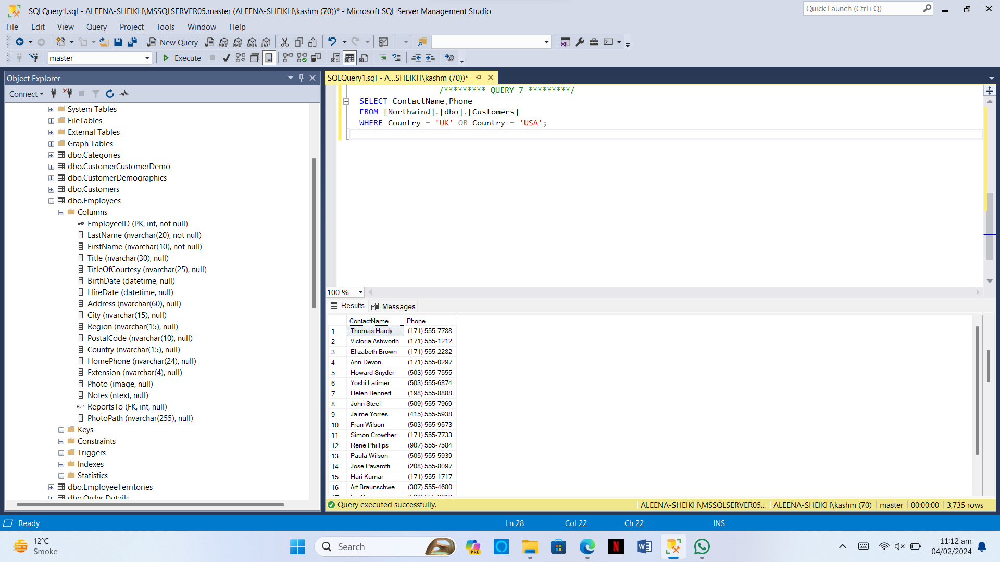 SQLQuery1.sql - ALEENA-SHEIKH\MSSQLSERVER05.master (ALEENA-SHEIKH\kashm (70))* - Microsoft SQL Server Management Studio
Quick Launch (Ctrl+Q)
File Edit View Query Project Tools Window Help
New Query MDX DMX XMLA DAX
master Execute
Object Explorer
Connect
System Tables
FileTables
External Tables
Graph Tables
dbo.Categories
dbo.CustomerCustomerDemo
dbo.CustomerDemographics
dbo.Customers
dbo.Employees
Columns
EmployeeID (PK, int, not null)
LastName (nvarchar(20), not null)
FirstName (nvarchar(10), not null)
Title (nvarchar(30), null)
TitleOfCourtesy (nvarchar(25), null)
BirthDate (datetime, null)
HireDate (datetime, null)
Address (nvarchar(60), null)
City (nvarchar(15), null)
Region (nvarchar(15), null)
PostalCode (nvarchar(10), null)
Country (nvarchar(15), null)
HomePhone (nvarchar(24), null)
Extension (nvarchar(4), null)
Photo (image, null)
Notes (ntext, null)
ReportsTo (FK, int, null)
PhotoPath (nvarchar(255), null)
Keys
Constraints
Triggers
Indexes
Statistics
dbo.EmployeeTerritories
dbo.Order Details
SQLQuery1.sql - A...SHEIKH\kashm (70))*
/********* QUERY 7 *********/
SELECT ContactName,Phone
FROM [Northwind].[dbo].[Customers]
WHERE Country = 'UK' OR Country = 'USA';
100 %
Results Messages
ContactName Phone
1 Thomas Hardy (171) 555-7788
2 Victoria Ashworth (171) 555-1212
3 Elizabeth Brown (171) 555-2282
4 Ann Devon (171) 555-0297
5 Howard Snyder (503) 555-7555
6 Yoshi Latimer (503) 555-6874
7 Helen Bennett (198) 555-8888
8 John Steel (509) 555-7969
9 Jaime Yorres (415) 555-5938
10 Fran Wilson (503) 555-9573
11 Simon Crowther (171) 555-7733
12 Rene Phillips (907) 555-7584
13 Paula Wilson (505) 555-5939
14 Jose Pavarotti (208) 555-8097
15 Hari Kumar (171) 555-1717
16 Art Braunschwe... (307) 555-4680
Query executed successfully. ALEENA-SHEIKH\MSSQLSERVER05... ALEENA-SHEIKH\kashm (70) master 00:00:00 3,735 rows
Ready Ln 28 Col 22 Ch 22 INS
12°C
Smoke
Search
PRE
11:12 am
04/02/2024